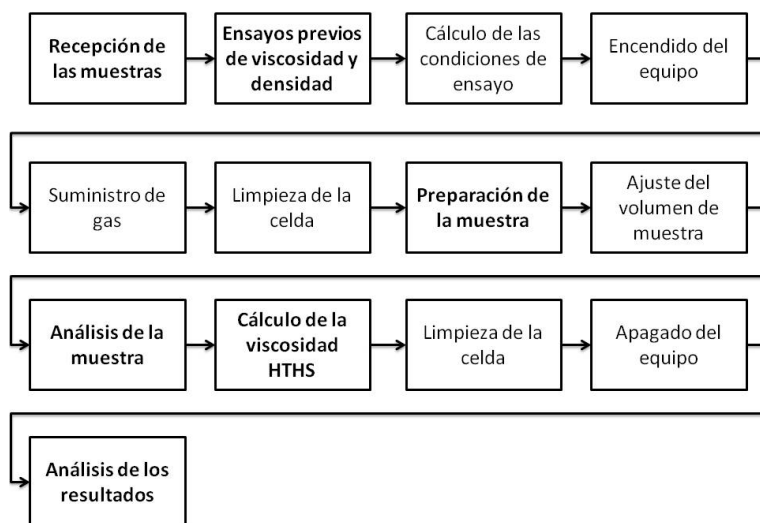 Recepción de
las muestras
Ensayos previos
de viscosidad y
densidad
Cálculo de las
condiciones de
ensayo
Encendido del
equipo
Suministro de
gas
Limpieza de la
celda
Preparación de
la muestra
Ajuste del
volumen de
muestra
Análisis de la
muestra
Cálculo de la
viscosidad
HTHS
Limpieza de la
celda
Apagado del
equipo
Análisis de los
resultados